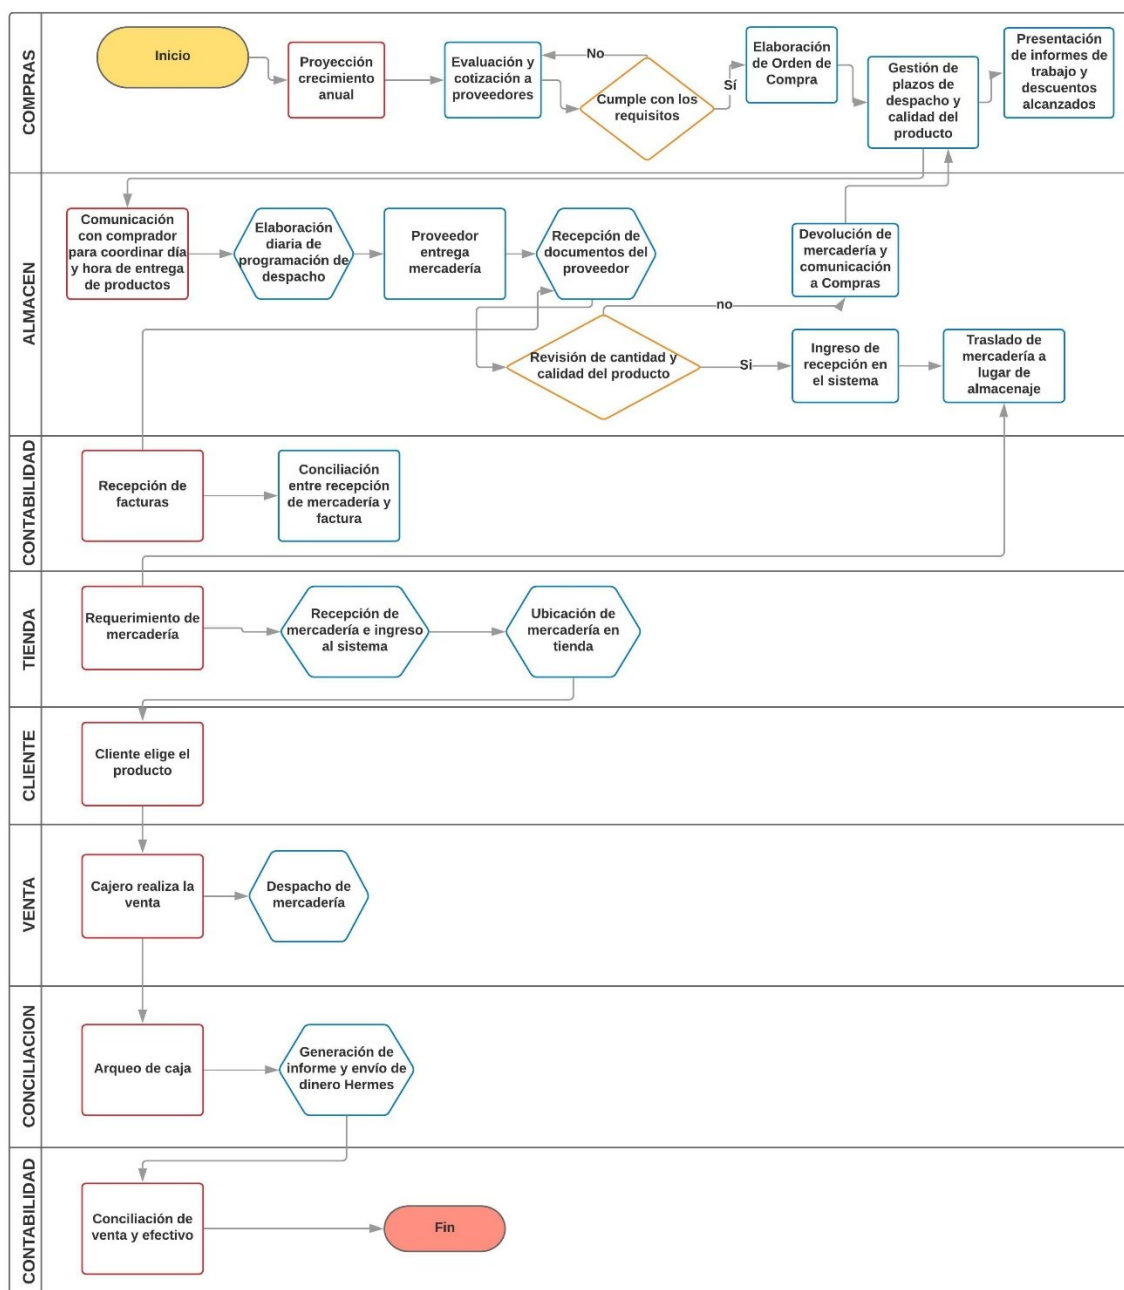 COMPRAS
Inicio
Proyección
crecimiento
anual
Evaluación y
cotización a
proveedores
No
Cumple con los
requisitos
Sí
Elaboración
de Orden de
Compra
Gestión de
plazos de
despacho y
calidad del
producto
Presentación
de informes de
trabajo y
descuentos
alcanzados
ALMACEN
Comunicación
con comprador
para coordinar día
y hora de entrega
de productos
Elaboración
diaria de
programación de
despacho
Proveedor
entrega
mercadería
Recepción de
documentos del
proveedor
Devolución de
mercadería y
comunicación
a Compras
no
Revisión de cantidad y
calidad del producto
Si
Ingreso de
recepción en
el sistema
Traslado de
mercadería a
lugar de
almacenaje
CONTABILIDAD
Recepción de
facturas
Conciliación
entre recepción
de mercadería y
factura
TIENDA
Requerimiento de
mercadería
Recepción de
mercadería e ingreso
al sistema
Ubicación de
mercadería en
tienda
CLIENTE
Cliente elige el
producto
VENTA
Cajero realiza la
venta
Despacho de
mercadería
CONCILIACION
Arqueo de caja
Generación de
informe y envío de
dinero Hermes
CONTABILIDAD
Conciliación de
venta y efectivo
Fin